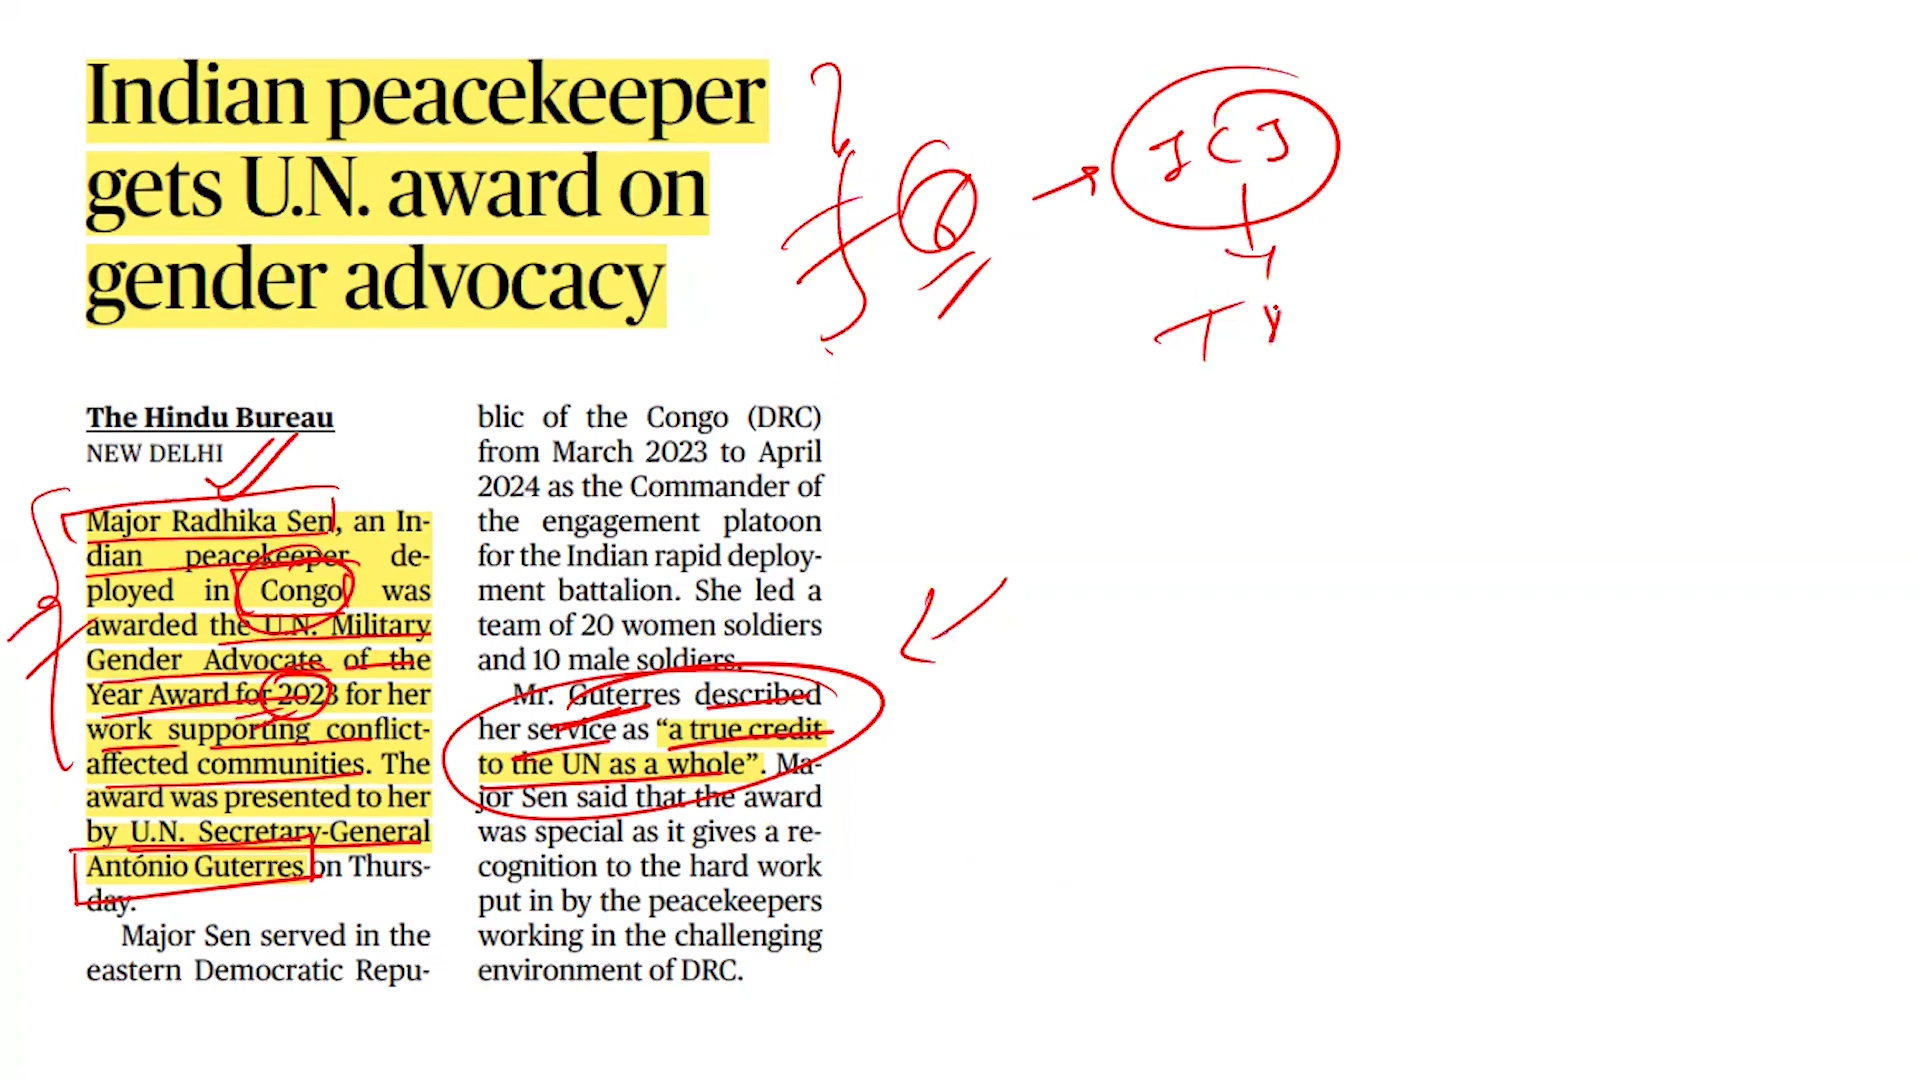 Indian peacekeeper
gets U.N. award on
gender advocacy
6
ICJ
The Hindu Bureau
NEW DELHI
Major Radhika Sen, an In-
dian peacekeeper de-
ployed in Congo was
awarded the U.N. Military
Gender Advocate of the
Year Award for 2023 for her
work supporting conflict-
affected communities. The
award was presented to her
by U.N. Secretary-General
António Guterres on Thurs-
day.
Major Sen served in the
eastern Democratic Repu-
blic of the Congo (DRC)
from March 2023 to April
2024 as the Commander of
the engagement platoon
for the Indian rapid deploy-
ment battalion. She led a
team of 20 women soldiers
and 10 male soldiers.
Mr. Guterres described
her service as “a true credit
to the UN as a whole”. Ma-
jor Sen said that the award
was special as it gives a re-
cognition to the hard work
put in by the peacekeepers
working in the challenging
environment of DRC.